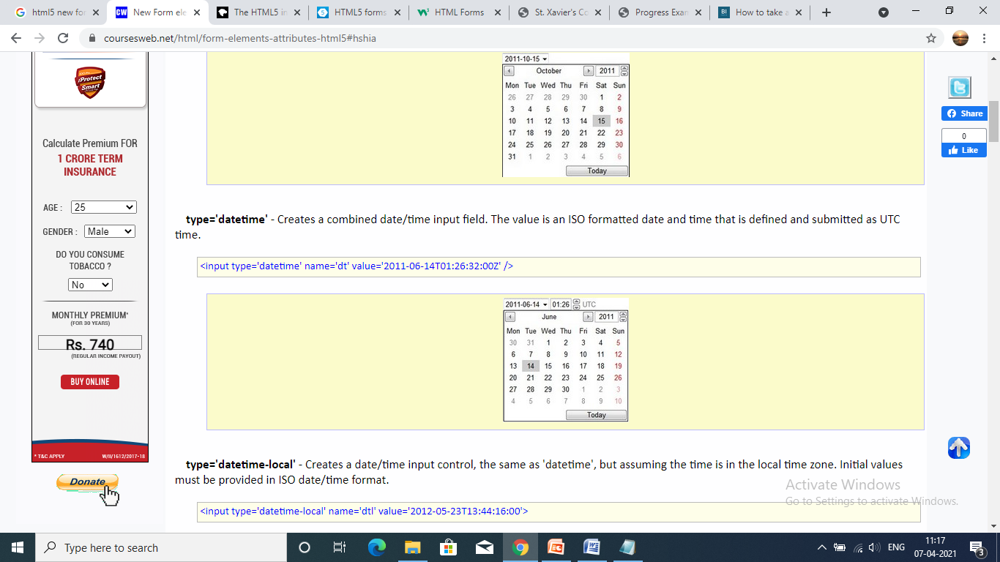 html5 new for
New Form ele
The HTML5 in
HTML5 forms
HTML Forms
St. Xavier's Co
Progress Exam
How to take a
coursesweb.net/html/form-elements-attributes-html5#hshia
iProtect
Smart
Calculate Premium FOR
1 CRORE TERM
INSURANCE
AGE : 25
GENDER : Male
DO YOU CONSUME
TOBACCO ?
No
MONTHLY PREMIUM*
(FOR 30 YEARS)
Rs. 740
(REGULAR INCOME PAYOUT)
BUY ONLINE
* T&C APPLY W/II/1612/2017-18
Donate
2011-10-15
October 2011
Mon Tue Wed Thu Fri Sat Sun
26 27 28 29 30 1 2
3 4 5 6 7 8 9
10 11 12 13 14 15 16
17 18 19 20 21 22 23
24 25 26 27 28 29 30
31 1 2 3 4 5 6
Today
type='datetime' - Creates a combined date/time input field. The value is an ISO formatted date and time that is defined and submitted as UTC
time.
<input type='datetime' name='dt' value='2011-06-14T01:26:32:00Z' />
2011-06-14 01:26 UTC
June 2011
Mon Tue Wed Thu Fri Sat Sun
30 31 1 2 3 4 5
6 7 8 9 10 11 12
13 14 15 16 17 18 19
20 21 22 23 24 25 26
27 28 29 30 1 2 3
4 5 6 7 8 9 10
Today
type='datetime-local' - Creates a date/time input control, the same as 'datetime', but assuming the time is in the local time zone. Initial values
must be provided in ISO date/time format.
<input type='datetime-local' name='dtl' value='2012-05-23T13:44:16:00'>
Share
0
Like
Activate Windows
Go to Settings to activate Windows.
Type here to search
ENG
11:17
07-04-2021
3